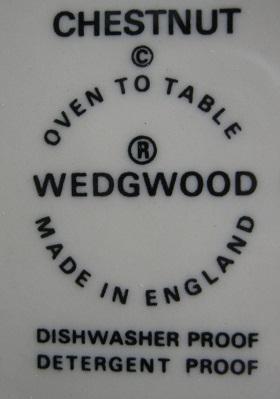 CHESTNUT
©
OVEN TO TABLE
®
WEDGWOOD
MADE IN ENGLAND
DISHWASHER PROOF
DETERGENT PROOF